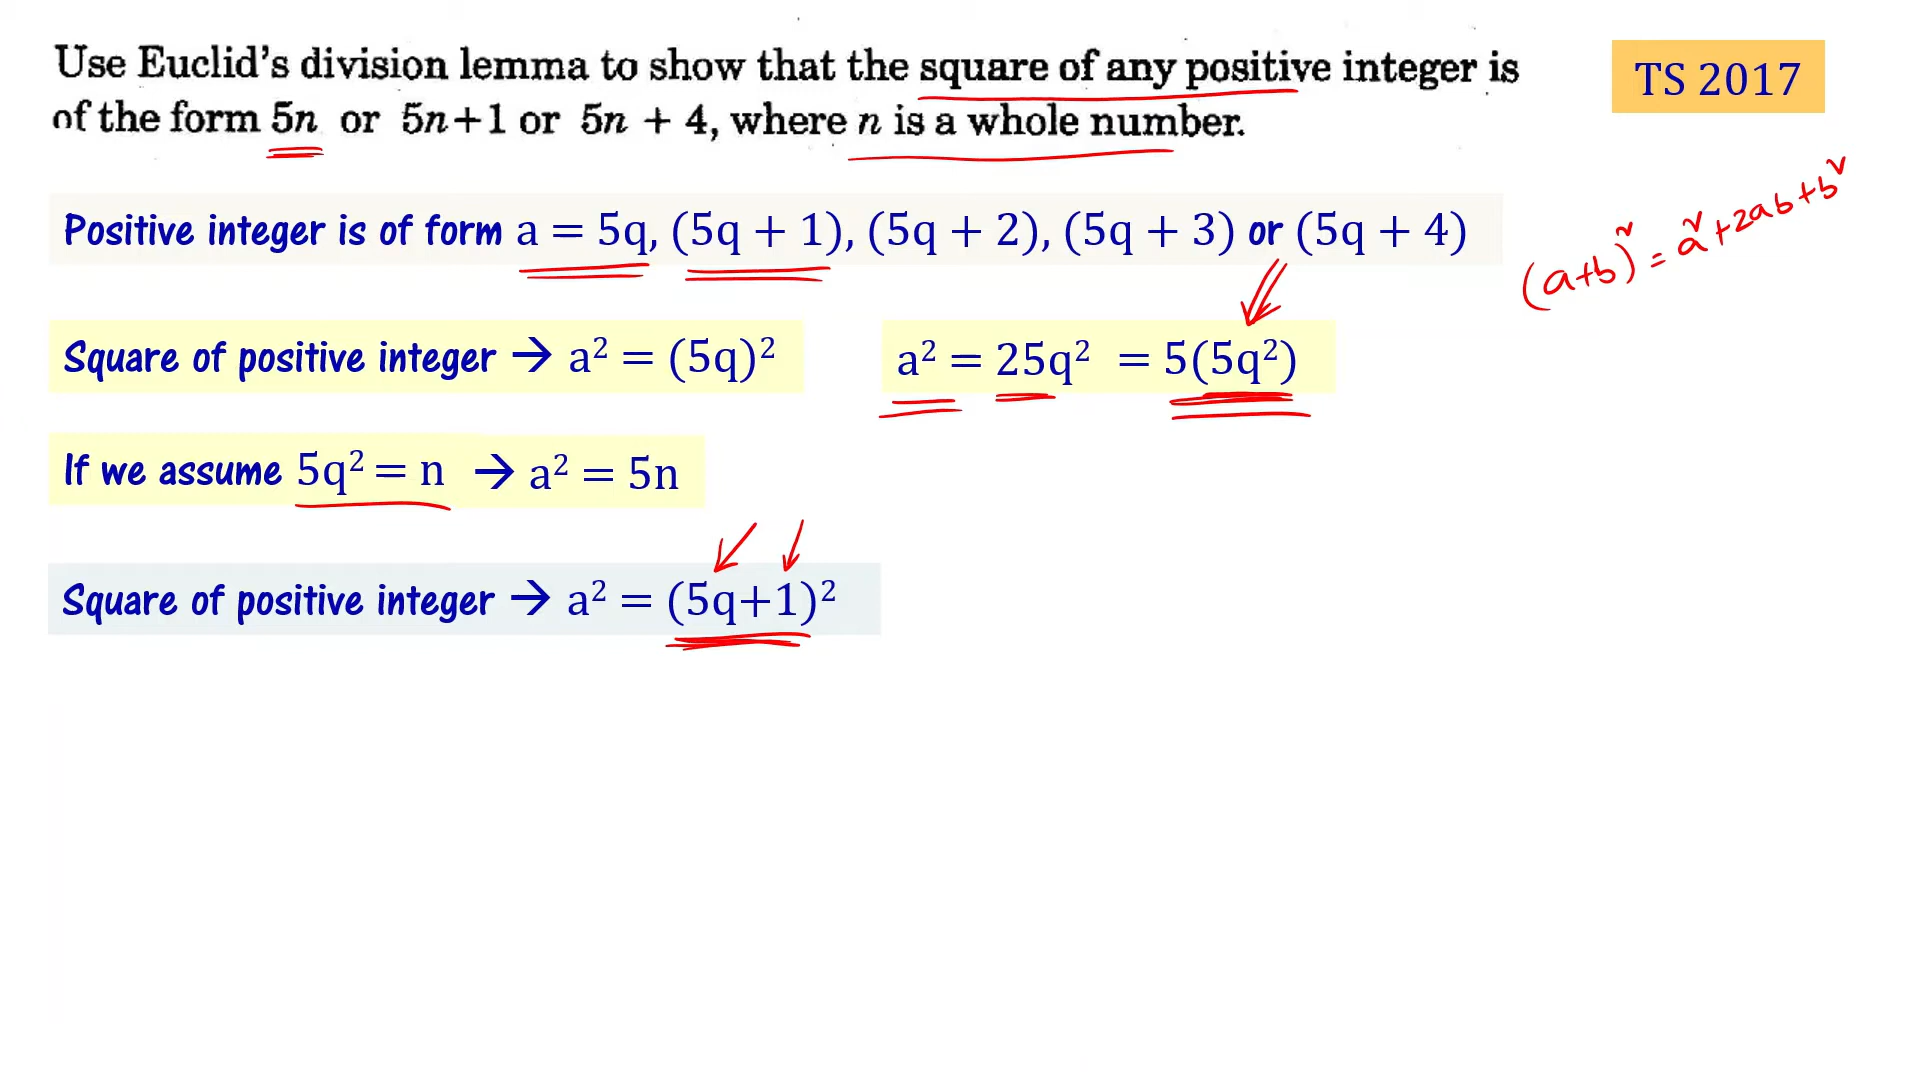 Use Euclid's division lemma to show that the square of any positive integer is
of the form 5n or 5n+1 or 5n + 4, where n is a whole number.
TS 2017
Positive integer is of form a = 5q, (5q + 1), (5q + 2), (5q + 3) or (5q + 4)
(a+b)² = a² + 2ab + b²
Square of positive integer → a² = (5q)²
a² = 25q² = 5(5q²)
If we assume 5q² = n → a² = 5n
Square of positive integer → a² = (5q+1)²